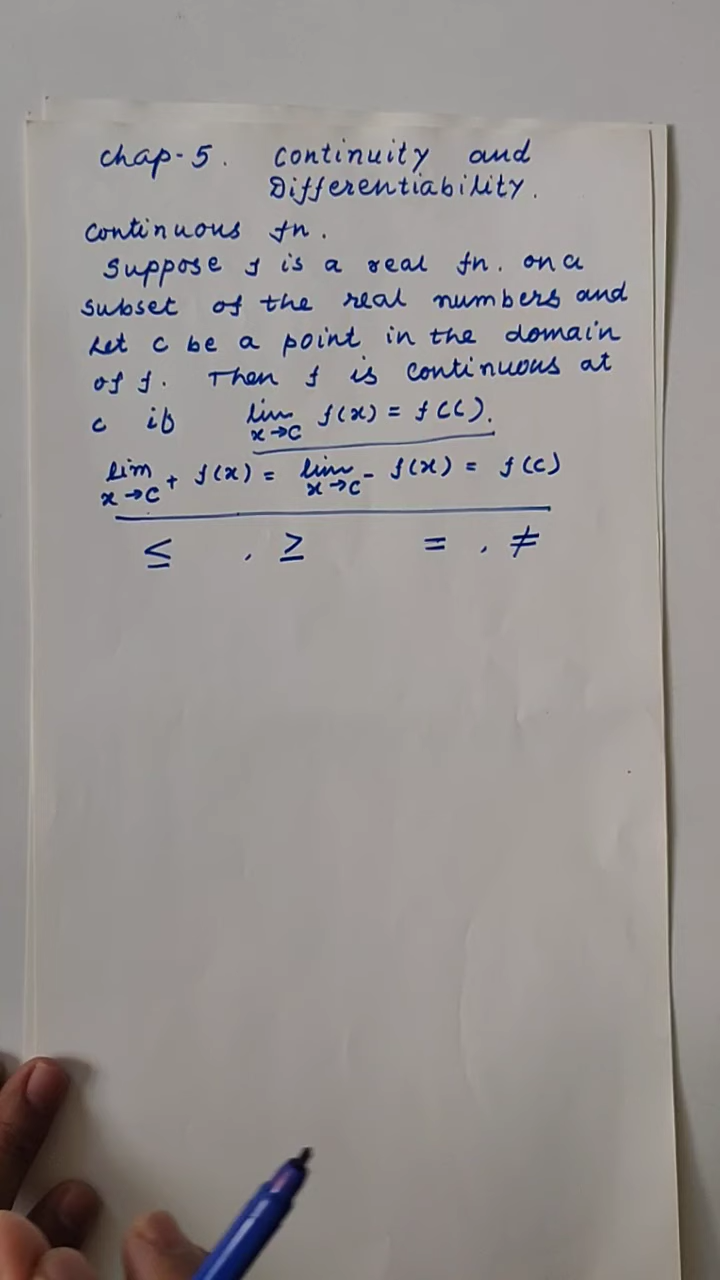 chap-5. continuity and
Differentiability.
continuous fn.
Suppose f is a real fn. on a
subset of the real numbers and
let c be a point in the domain
of f. Then f is continuous at
c if lim x→c f(x) = f(c).
lim x→c+ f(x) = lim x→c- f(x) = f(c)
≤ , ≥ = , ≠